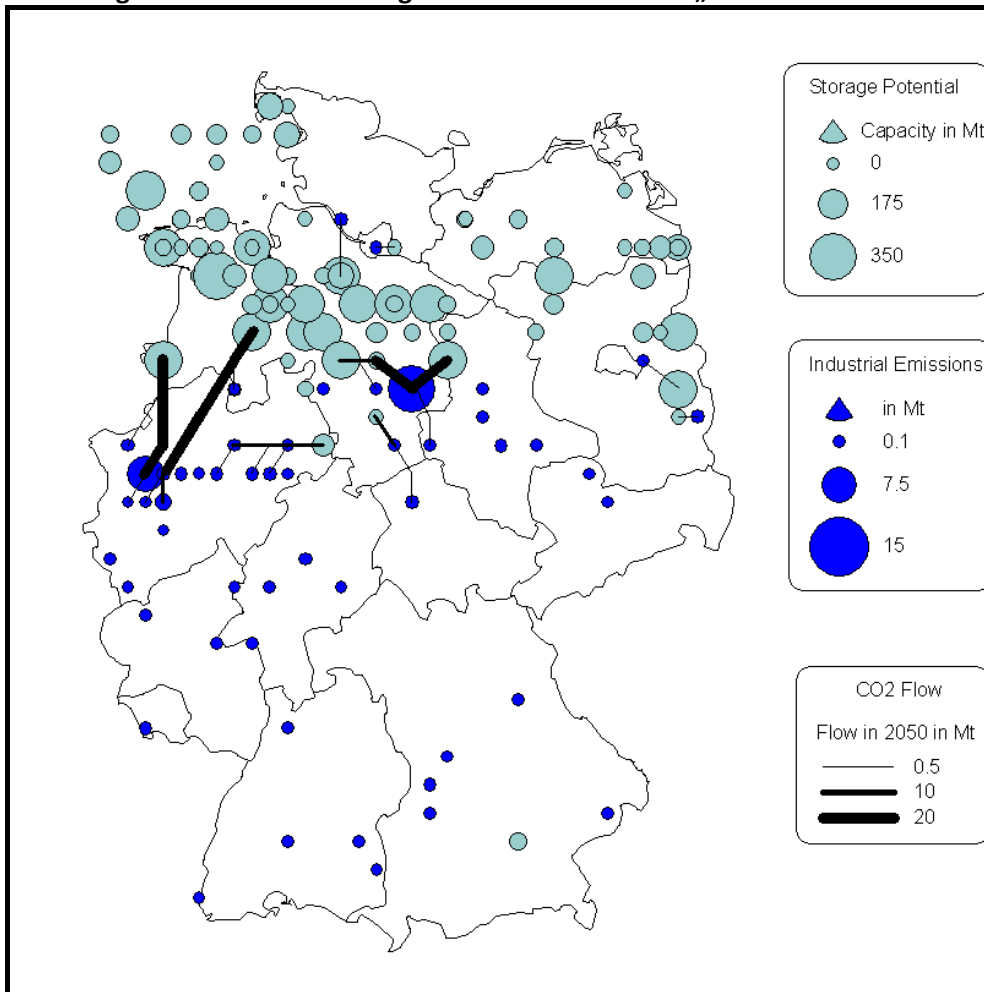 Storage Potential
Capacity in Mt
0
175
350
Industrial Emissions
in Mt
0.1
7.5
15
CO2 Flow
Flow in 2050 in Mt
0.5
10
20